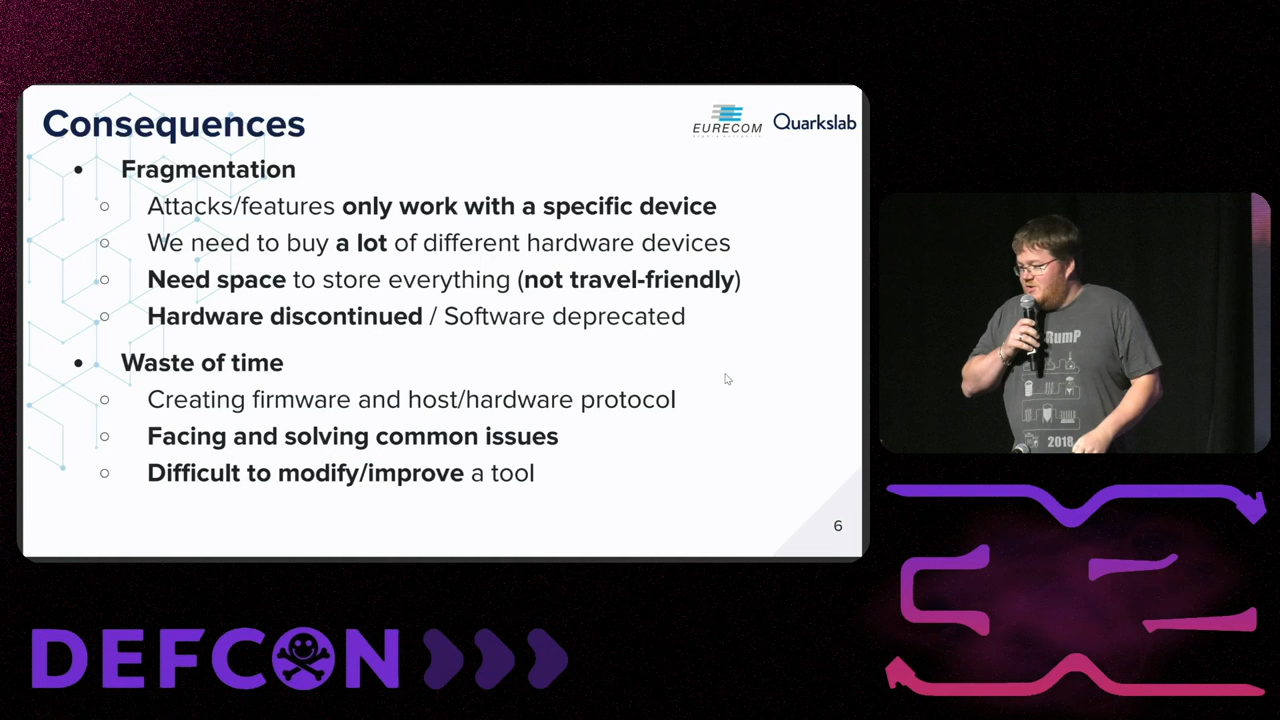 Consequences
EURECOM
Quarkslab
• Fragmentation
○ Attacks/features only work with a specific device
○ We need to buy a lot of different hardware devices
○ Need space to store everything (not travel-friendly)
○ Hardware discontinued / Software deprecated
• Waste of time
○ Creating firmware and host/hardware protocol
○ Facing and solving common issues
○ Difficult to modify/improve a tool
6
RumP
2018
DEFCON